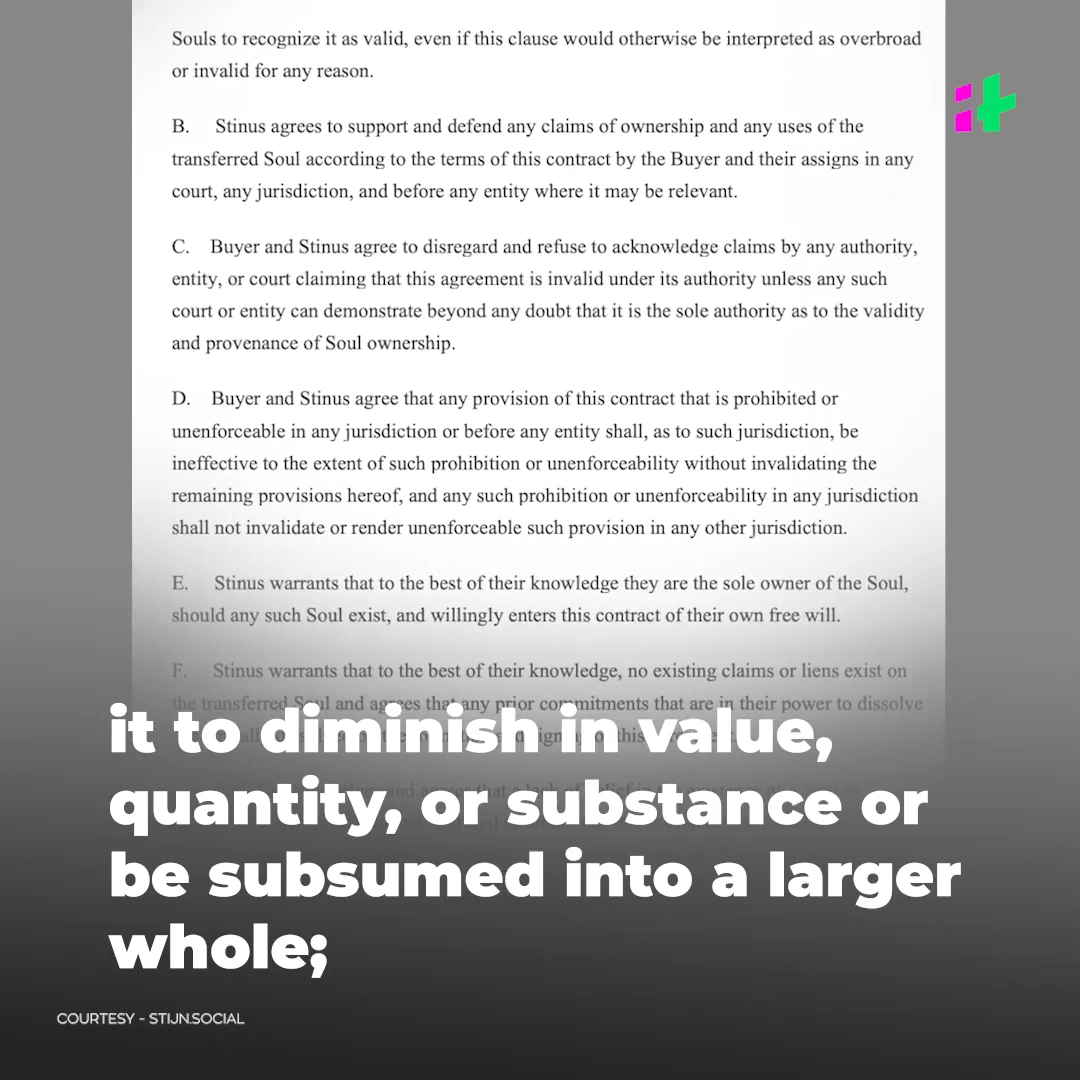 Souls to recognize it as valid, even if this clause would otherwise be interpreted as overbroad
or invalid for any reason.
B. Stinus agrees to support and defend any claims of ownership and any uses of the
transferred Soul according to the terms of this contract by the Buyer and their assigns in any
court, any jurisdiction, and before any entity where it may be relevant.
C. Buyer and Stinus agree to disregard and refuse to acknowledge claims by any authority,
entity, or court claiming that this agreement is invalid under its authority unless any such
court or entity can demonstrate beyond any doubt that it is the sole authority as to the validity
and provenance of Soul ownership.
D. Buyer and Stinus agree that any provision of this contract that is prohibited or
unenforceable in any jurisdiction or before any entity shall, as to such jurisdiction, be
ineffective to the extent of such prohibition or unenforceability without invalidating the
remaining provisions hereof, and any such prohibition or unenforceability in any jurisdiction
shall not invalidate or render unenforceable such provision in any other jurisdiction.
E. Stinus warrants that to the best of their knowledge they are the sole owner of the Soul,
should any such Soul exist, and willingly enters this contract of their own free will.
F. Stinus warrants that to the best of their knowledge, no existing claims or liens exist on
the transferred Soul and agrees that any prior commitments that are in their power to dissolve
it to diminish in value,
quantity, or substance or
be subsumed into a larger
whole;
COURTESY - STIJN.SOCIAL
it